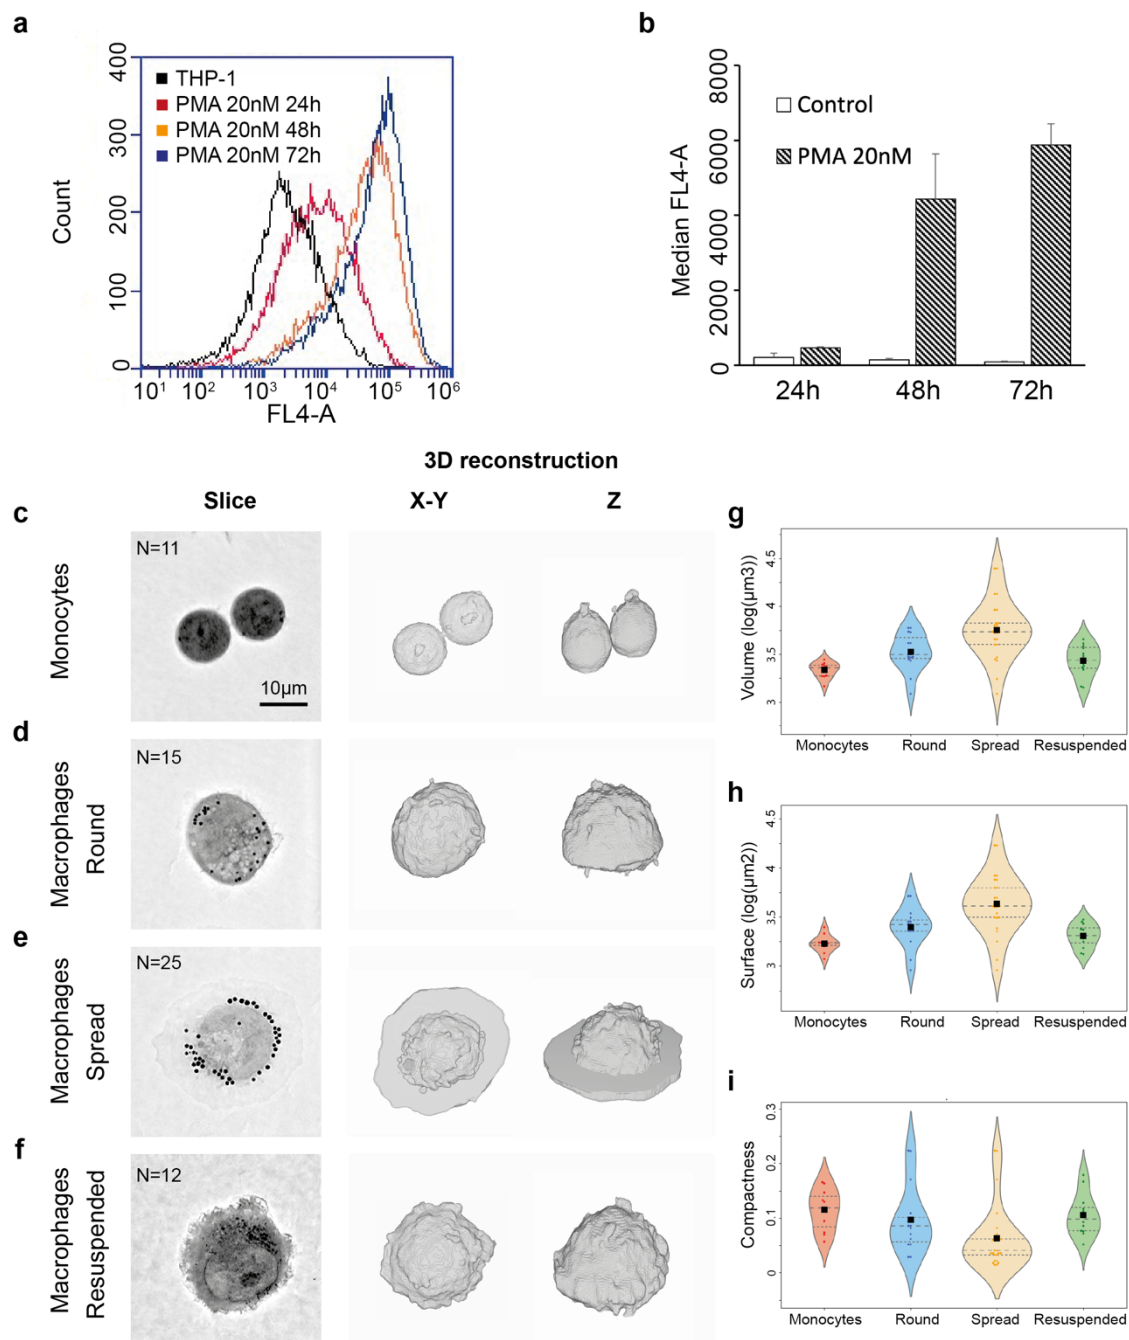 a
400
300
200
100
0
Count
THP-1
PMA 20nM 24h
PMA 20nM 48h
PMA 20nM 72h
10¹ 10² 10³ 10⁴ 10⁵ 10⁶
FL4-A
b
8000
6000
4000
2000
0
Median FL4-A
Control
PMA 20nM
24h 48h 72h
3D reconstruction
Slice X-Y Z
c
Monocytes
N=11
10µm
d
Macrophages
Round
N=15
e
Macrophages
Spread
N=25
f
Macrophages
Resuspended
N=12
g
Volume (log(µm3))
4.5
4
3.5
3
Monocytes Round Spread Resuspended
h
Surface (log(µm2))
4.5
4
3.5
3
Monocytes Round Spread Resuspended
i
Compactness
0.3
0.2
0.1
0
Monocytes Round Spread Resuspended